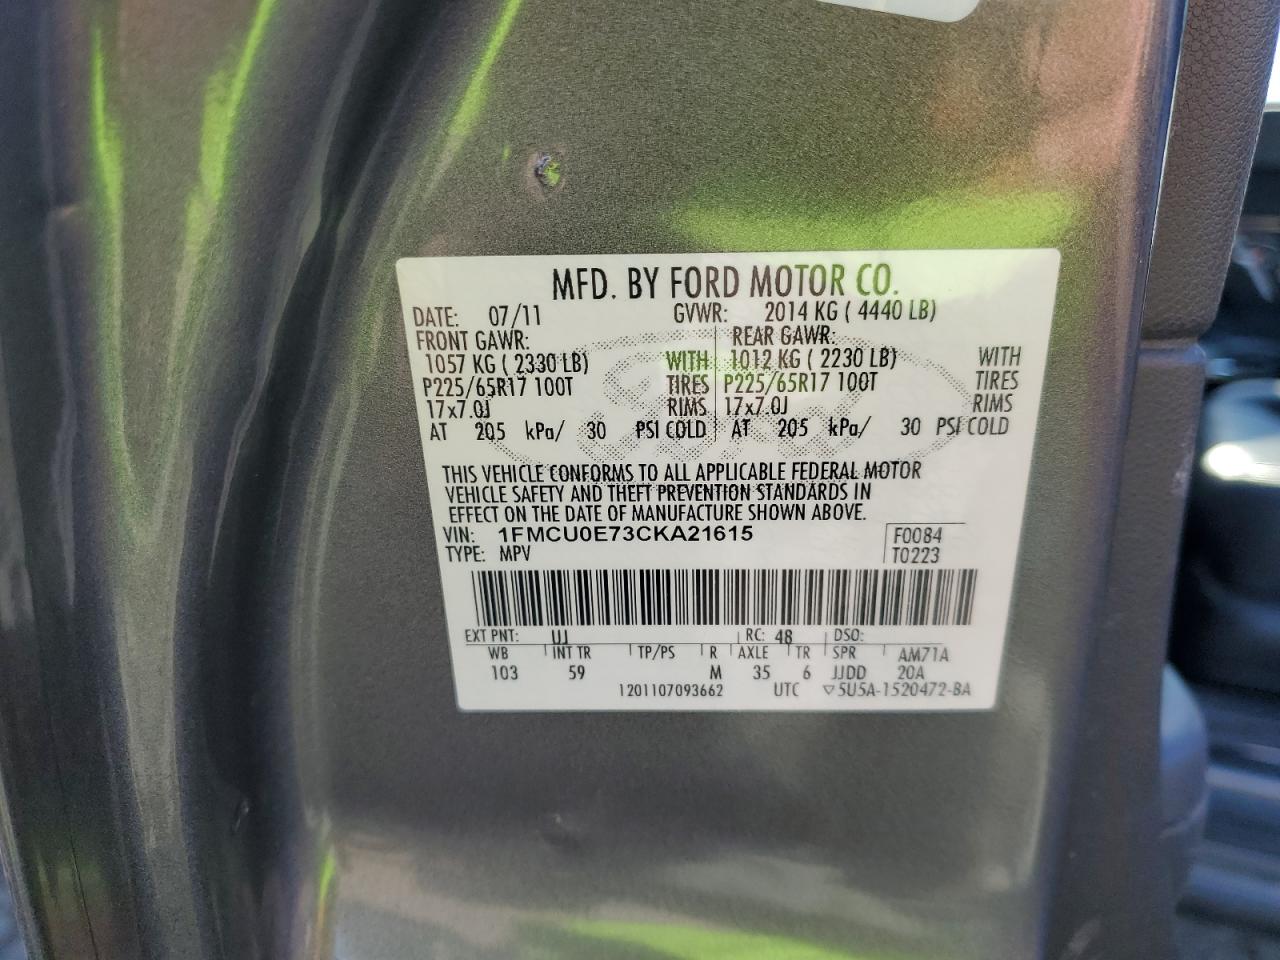 MFD. BY FORD MOTOR CO.
DATE: 07/11 GVWR: 2014 KG ( 4440 LB)
FRONT GAWR: REAR GAWR:
1057 KG ( 2330 LB) WITH 1012 KG ( 2230 LB) WITH
P225/65R17 100T TIRES P225/65R17 100T TIRES
17x7.0J RIMS 17x7.0J RIMS
AT 205 kPa/ 30 PSI COLD AT 205 kPa/ 30 PSI COLD
THIS VEHICLE CONFORMS TO ALL APPLICABLE FEDERAL MOTOR
VEHICLE SAFETY AND THEFT PREVENTION STANDARDS IN
EFFECT ON THE DATE OF MANUFACTURE SHOWN ABOVE.
VIN: 1FMCU0E73CKA21615 F0084
TYPE: MPV T0223
EXT PNT: UJ RC: 48 DSO:
WB INT TR TP/PS R AXLE TR SPR AM71A
103 59 M 35 6 JJDD 20A
1201107093662 UTC ▽5U5A-1520472-BA